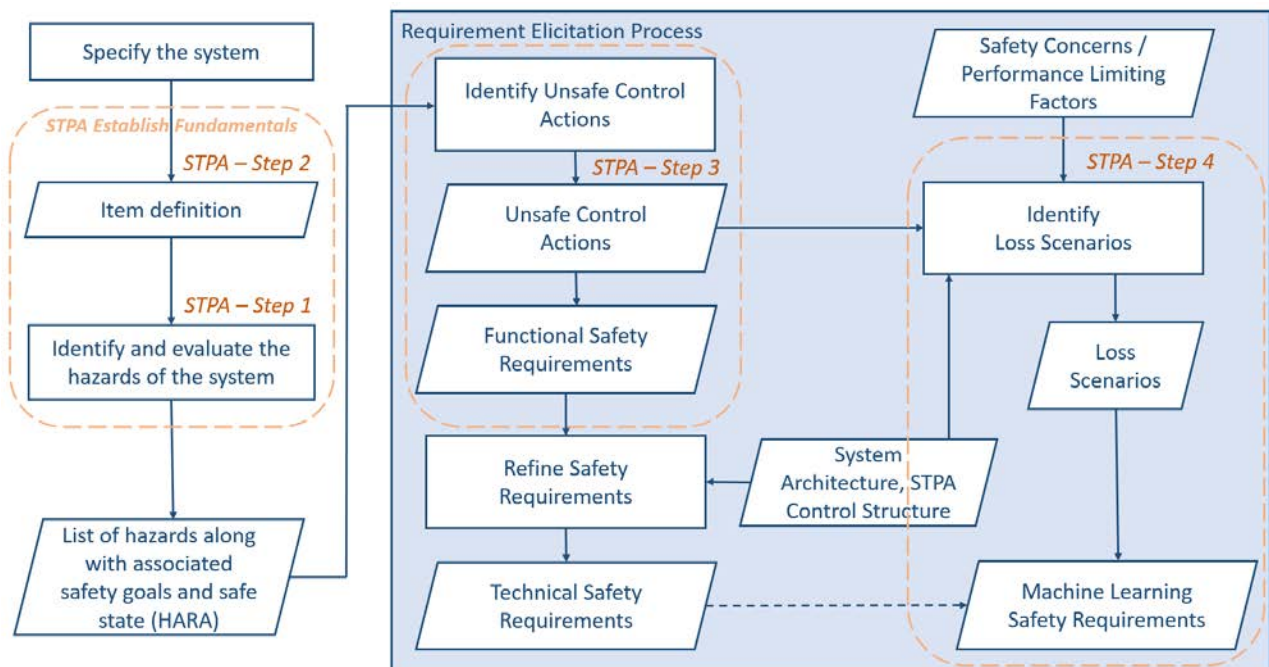 Specify the system
STPA Establish Fundamentals
STPA – Step 2
Item definition
STPA – Step 1
Identify and evaluate the
hazards of the system
List of hazards along
with associated
safety goals and safe
state (HARA)
Requirement Elicitation Process
Identify Unsafe Control
Actions
STPA – Step 3
Unsafe Control
Actions
Functional Safety
Requirements
Refine Safety
Requirements
Technical Safety
Requirements
System
Architecture, STPA
Control Structure
Safety Concerns /
Performance Limiting
Factors
STPA – Step 4
Identify
Loss Scenarios
Loss
Scenarios
Machine Learning
Safety Requirements